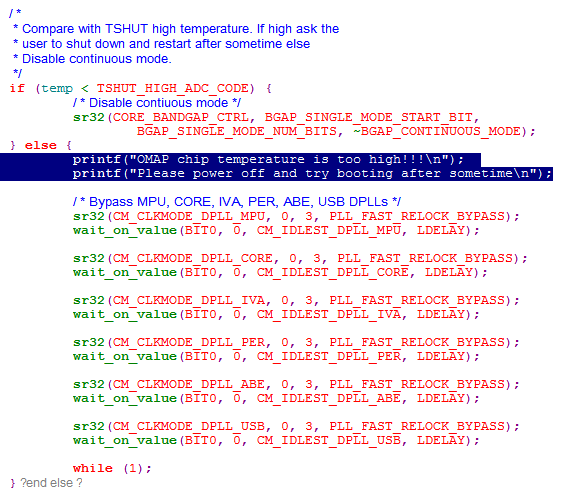 /*
* Compare with TSHUT high temperature. If high ask the
* user to shut down and restart after sometime else
* Disable continuous mode.
*/
if (temp < TSHUT_HIGH_ADC_CODE) {
/* Disable contiuous mode */
sr32(CORE_BANDGAP_CTRL, BGAP_SINGLE_MODE_START_BIT,
BGAP_SINGLE_MODE_NUM_BITS, ~BGAP_CONTINUOUS_MODE);
} else {
printf("OMAP chip temperature is too high!!!\n");
printf("Please power off and try booting after sometime\n");
/* Bypass MPU, CORE, IVA, PER, ABE, USB DPLLs */
sr32(CM_CLKMODE_DPLL_MPU, 0, 3, PLL_FAST_RELOCK_BYPASS);
wait_on_value(BIT0, 0, CM_IDLEST_DPLL_MPU, LDELAY);
sr32(CM_CLKMODE_DPLL_CORE, 0, 3, PLL_FAST_RELOCK_BYPASS);
wait_on_value(BIT0, 0, CM_IDLEST_DPLL_CORE, LDELAY);
sr32(CM_CLKMODE_DPLL_IVA, 0, 3, PLL_FAST_RELOCK_BYPASS);
wait_on_value(BIT0, 0, CM_IDLEST_DPLL_IVA, LDELAY);
sr32(CM_CLKMODE_DPLL_PER, 0, 3, PLL_FAST_RELOCK_BYPASS);
wait_on_value(BIT0, 0, CM_IDLEST_DPLL_PER, LDELAY);
sr32(CM_CLKMODE_DPLL_ABE, 0, 3, PLL_FAST_RELOCK_BYPASS);
wait_on_value(BIT0, 0, CM_IDLEST_DPLL_ABE, LDELAY);
sr32(CM_CLKMODE_DPLL_USB, 0, 3, PLL_FAST_RELOCK_BYPASS);
wait_on_value(BIT0, 0, CM_IDLEST_DPLL_USB, LDELAY);
while (1);
} ?end else ?